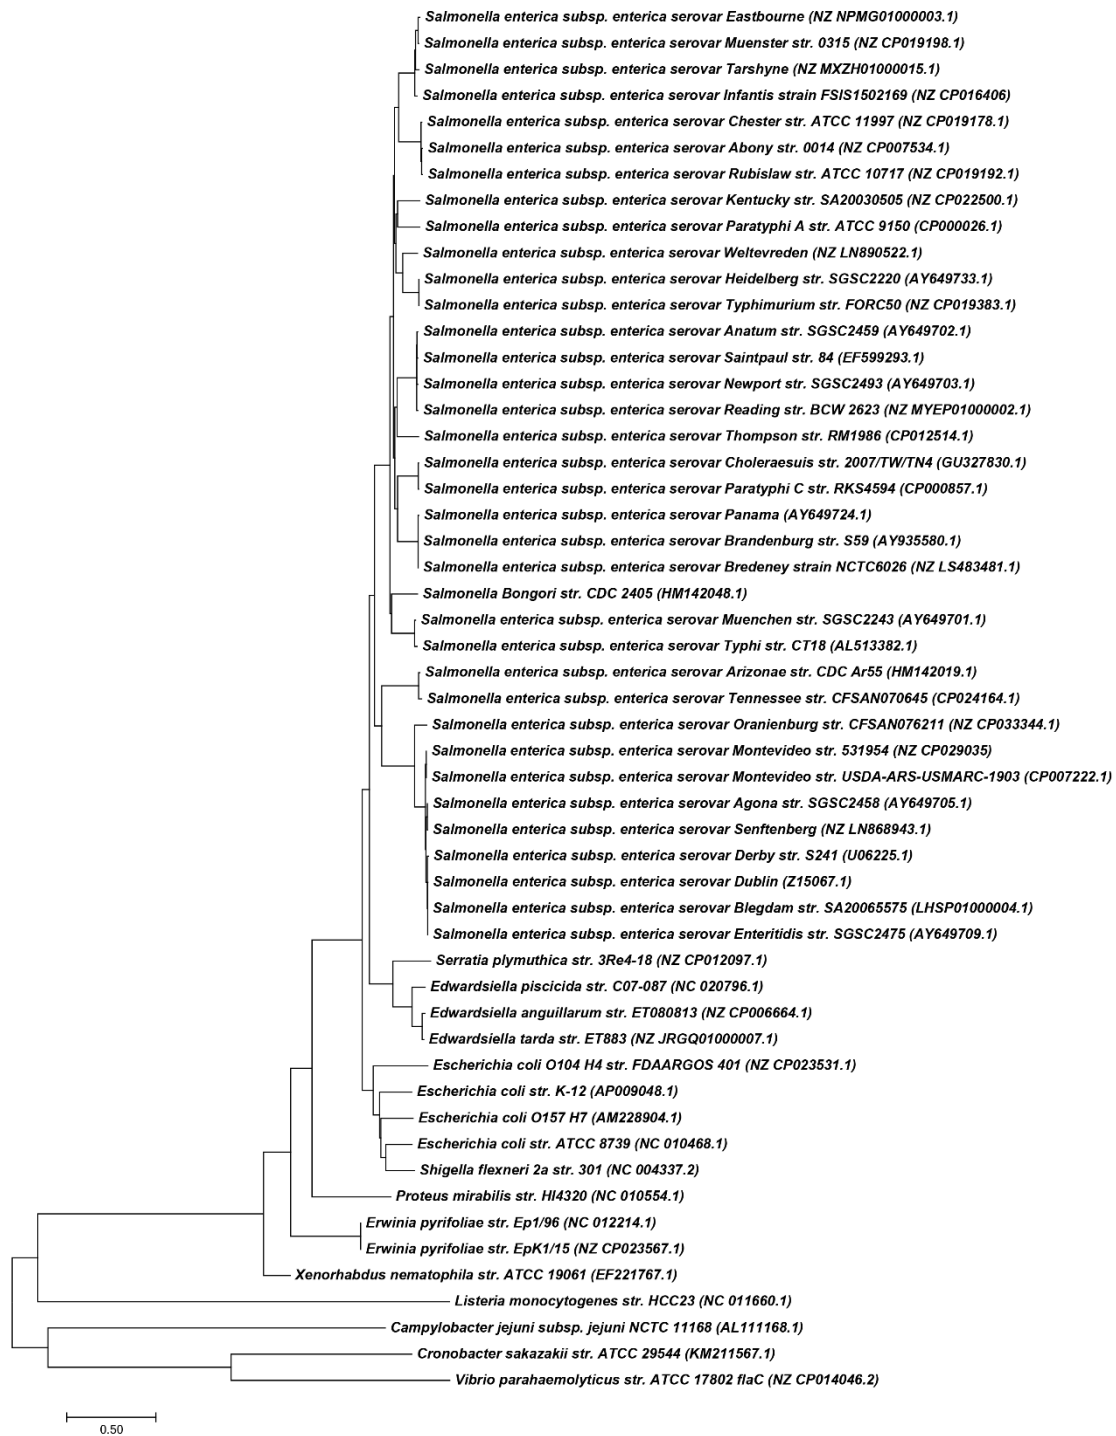 Salmonella enterica subsp. enterica serovar Eastbourne (NZ NPMG01000003.1)
Salmonella enterica subsp. enterica serovar Muenster str. 0315 (NZ CP019198.1)
Salmonella enterica subsp. enterica serovar Tarshyne (NZ MXZH01000015.1)
Salmonella enterica subsp. enterica serovar Infantis strain FSIS1502169 (NZ CP016406)
Salmonella enterica subsp. enterica serovar Chester str. ATCC 11997 (NZ CP019178.1)
Salmonella enterica subsp. enterica serovar Abony str. 0014 (NZ CP007534.1)
Salmonella enterica subsp. enterica serovar Rubislaw str. ATCC 10717 (NZ CP019192.1)
Salmonella enterica subsp. enterica serovar Kentucky str. SA20030505 (NZ CP022500.1)
Salmonella enterica subsp. enterica serovar Paratyphi A str. ATCC 9150 (CP000026.1)
Salmonella enterica subsp. enterica serovar Weltevreden (NZ LN890522.1)
Salmonella enterica subsp. enterica serovar Heidelberg str. SGSC2220 (AY649733.1)
Salmonella enterica subsp. enterica serovar Typhimurium str. FORC50 (NZ CP019383.1)
Salmonella enterica subsp. enterica serovar Anatum str. SGSC2459 (AY649702.1)
Salmonella enterica subsp. enterica serovar Saintpaul str. 84 (EF599293.1)
Salmonella enterica subsp. enterica serovar Newport str. SGSC2493 (AY649703.1)
Salmonella enterica subsp. enterica serovar Reading str. BCW 2623 (NZ MYEP01000002.1)
Salmonella enterica subsp. enterica serovar Thompson str. RM1986 (CP012514.1)
Salmonella enterica subsp. enterica serovar Choleraesuis str. 2007/TW/TN4 (GU327830.1)
Salmonella enterica subsp. enterica serovar Paratyphi C str. RKS4594 (CP000857.1)
Salmonella enterica subsp. enterica serovar Panama (AY649724.1)
Salmonella enterica subsp. enterica serovar Brandenburg str. S59 (AY935580.1)
Salmonella enterica subsp. enterica serovar Bredeney strain NCTC6026 (NZ LS483481.1)
Salmonella Bongori str. CDC 2405 (HM142048.1)
Salmonella enterica subsp. enterica serovar Muenchen str. SGSC2243 (AY649701.1)
Salmonella enterica subsp. enterica serovar Typhi str. CT18 (AL513382.1)
Salmonella enterica subsp. enterica serovar Arizonae str. CDC Ar55 (HM142019.1)
Salmonella enterica subsp. enterica serovar Tennessee str. CFSAN070645 (CP024164.1)
Salmonella enterica subsp. enterica serovar Oranienburg str. CFSAN076211 (NZ CP033344.1)
Salmonella enterica subsp. enterica serovar Montevideo str. 531954 (NZ CP029035)
Salmonella enterica subsp. enterica serovar Montevideo str. USDA-ARS-USMARC-1903 (CP007222.1)
Salmonella enterica subsp. enterica serovar Agona str. SGSC2458 (AY649705.1)
Salmonella enterica subsp. enterica serovar Senftenberg (NZ LN868943.1)
Salmonella enterica subsp. enterica serovar Derby str. S241 (U06225.1)
Salmonella enterica subsp. enterica serovar Dublin (Z15067.1)
Salmonella enterica subsp. enterica serovar Blegdam str. SA20065575 (LHSP01000004.1)
Salmonella enterica subsp. enterica serovar Enteritidis str. SGSC2475 (AY649709.1)
Serratia plymuthica str. 3Re4-18 (NZ CP012097.1)
Edwardsiella piscicida str. C07-087 (NC 020796.1)
Edwardsiella anguillarum str. ET080813 (NZ CP006664.1)
Edwardsiella tarda str. ET883 (NZ JRGQ01000007.1)
Escherichia coli O104 H4 str. FDAARGOS 401 (NZ CP023531.1)
Escherichia coli str. K-12 (AP009048.1)
Escherichia coli O157 H7 (AM228904.1)
Escherichia coli str. ATCC 8739 (NC 010468.1)
Shigella flexneri 2a str. 301 (NC 004337.2)
Proteus mirabilis str. HI4320 (NC 010554.1)
Erwinia pyrifoliae str. Ep1/96 (NC 012214.1)
Erwinia pyrifoliae str. EpK1/15 (NZ CP023567.1)
Xenorhabdus nematophila str. ATCC 19061 (EF221767.1)
Listeria monocytogenes str. HCC23 (NC 011660.1)
Campylobacter jejuni subsp. jejuni NCTC 11168 (AL111168.1)
Cronobacter sakazakii str. ATCC 29544 (KM211567.1)
Vibrio parahaemolyticus str. ATCC 17802 flaC (NZ CP014046.2)
0.50